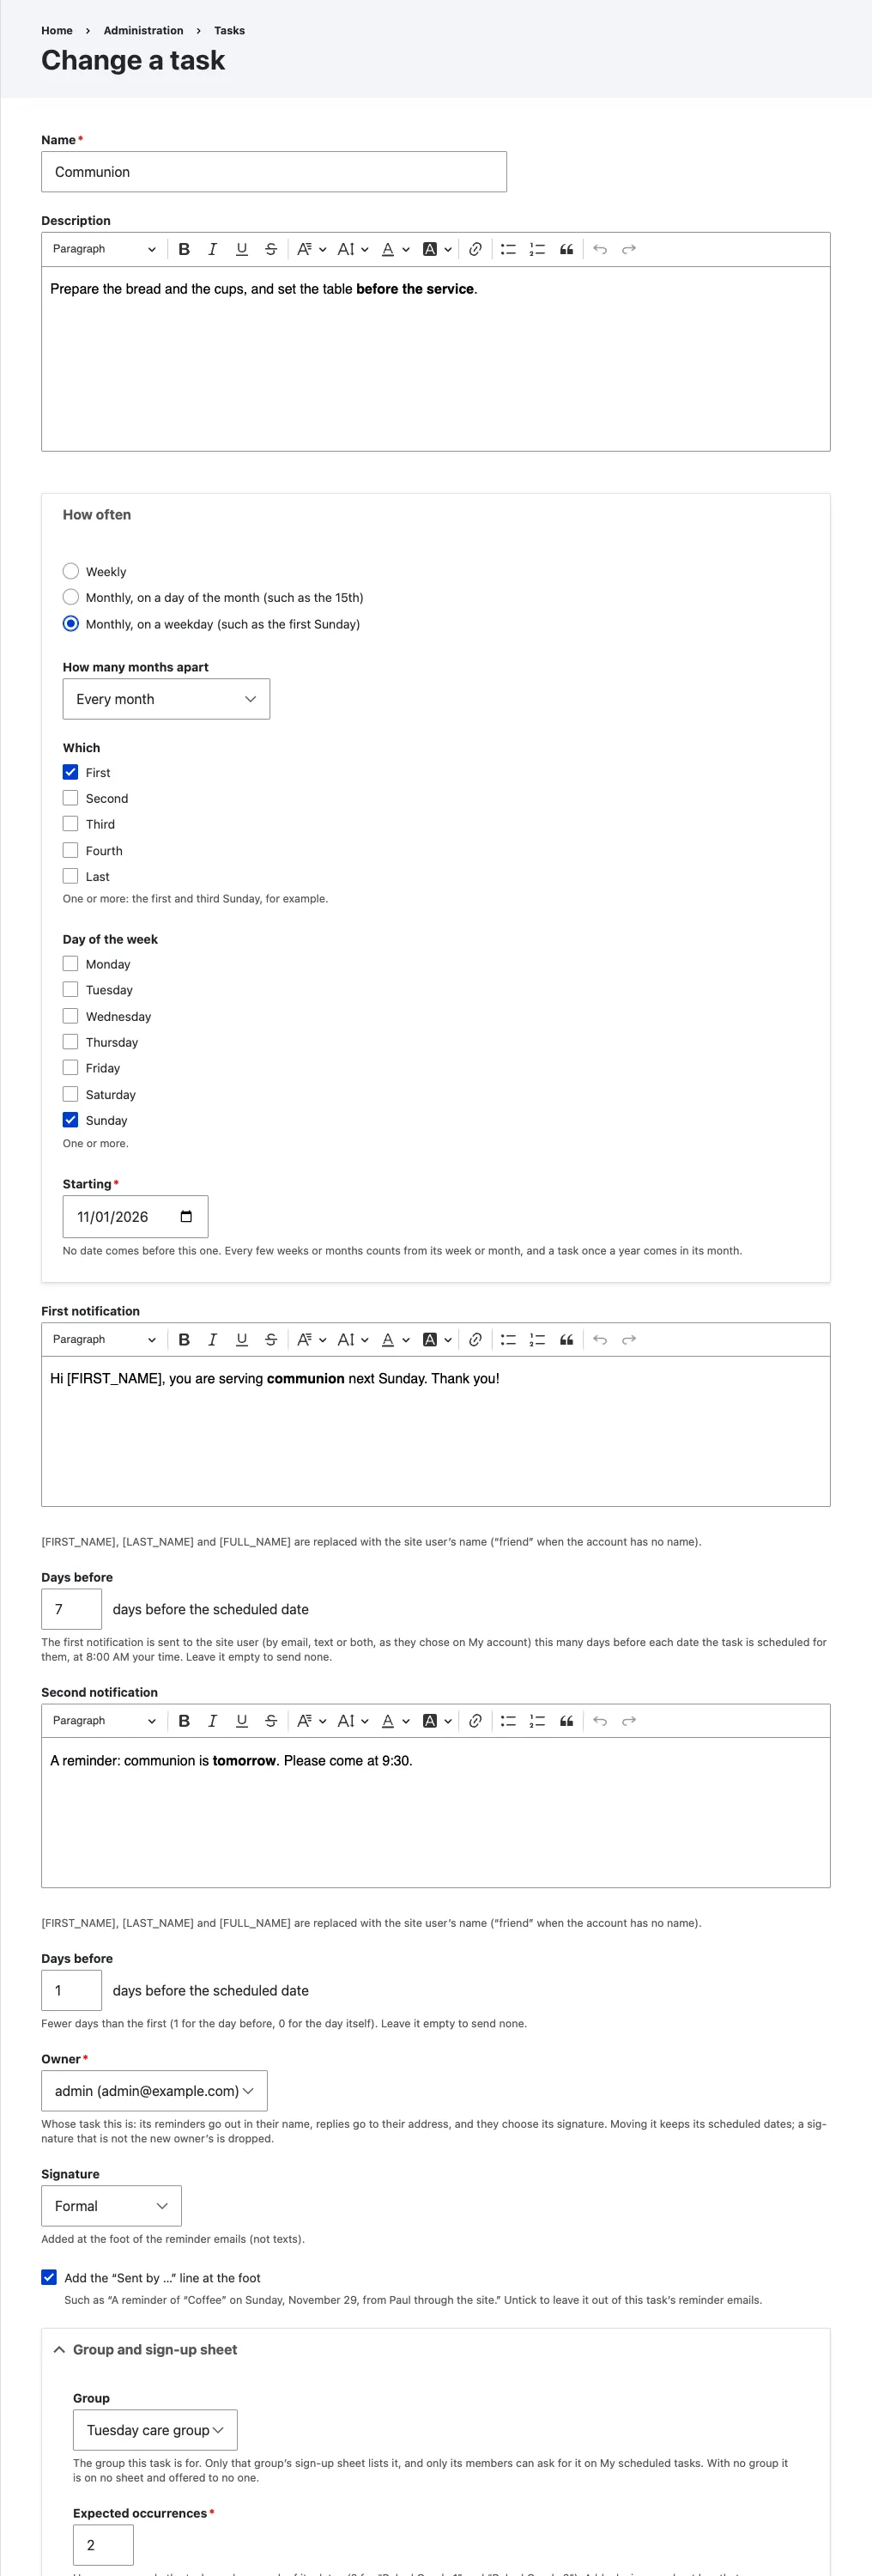 Home › Administration › Tasks
Change a task
Name*
Communion
Description
Paragraph
Prepare the bread and the cups, and set the table before the service.
How often
Weekly
Monthly, on a day of the month (such as the 15th)
Monthly, on a weekday (such as the first Sunday)
How many months apart
Every month
Which
First
Second
Third
Fourth
Last
One or more: the first and third Sunday, for example.
Day of the week
Monday
Tuesday
Wednesday
Thursday
Friday
Saturday
Sunday
One or more.
Starting*
11/01/2026
No date comes before this one. Every few weeks or months counts from its week or month, and a task once a year comes in its month.
First notification
Paragraph
Hi [FIRST_NAME], you are serving communion next Sunday. Thank you!
[FIRST_NAME], [LAST_NAME] and [FULL_NAME] are replaced with the site user’s name (“friend” when the account has no name).
Days before
7 days before the scheduled date
The first notification is sent to the site user (by email, text or both, as they chose on My account) this many days before each date the task is scheduled for
them, at 8:00 AM your time. Leave it empty to send none.
Second notification
Paragraph
A reminder: communion is tomorrow. Please come at 9:30.
[FIRST_NAME], [LAST_NAME] and [FULL_NAME] are replaced with the site user’s name (“friend” when the account has no name).
Days before
1 days before the scheduled date
Fewer days than the first (1 for the day before, 0 for the day itself). Leave it empty to send none.
Owner*
admin (admin@example.com)
Whose task this is: its reminders go out in their name, replies go to their address, and they choose its signature. Moving it keeps its scheduled dates; a sig-
nature that is not the new owner’s is dropped.
Signature
Formal
Added at the foot of the reminder emails (not texts).
Add the “Sent by …” line at the foot
Such as “A reminder of “Coffee” on Sunday, November 29, from Paul through the site.” Untick to leave it out of this task’s reminder emails.
Group and sign-up sheet
Group
Tuesday care group
The group this task is for. Only that group’s sign-up sheet lists it, and only its members can ask for it on My scheduled tasks. With no group it
is on no sheet and offered to no one.
Expected occurrences*
2